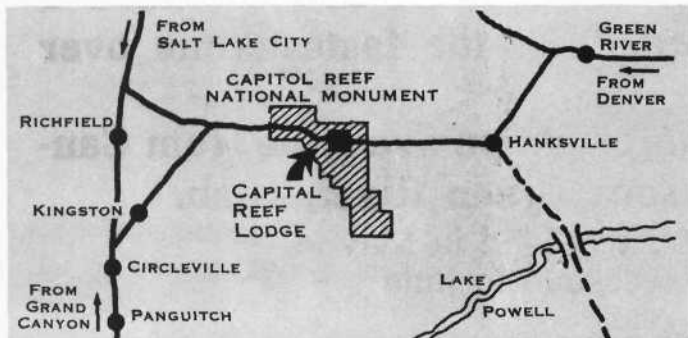 FROM
SALT LAKE CITY
GREEN
RIVER
CAPITOL REEF
NATIONAL MONUMENT
FROM
DENVER
RICHFIELD
HANKSVILLE
CAPITAL
REEF
LODGE
KINGSTON
CIRCLEVILLE
FROM
GRAND
CANYON
PANGUITCH
LAKE
POWELL